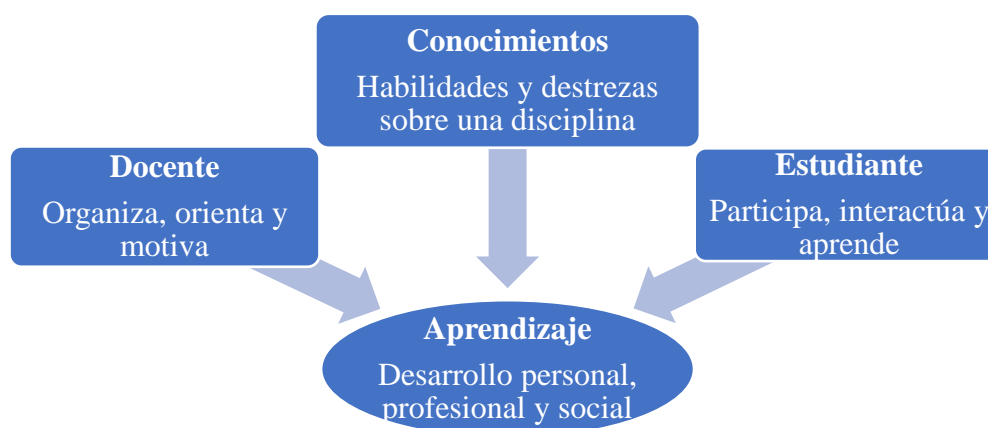 Conocimientos
Habilidades y destrezas
sobre una disciplina
Docente
Organiza, orienta y
motiva
Estudiante
Participa, interactúa y
aprende
Aprendizaje
Desarrollo personal,
profesional y social